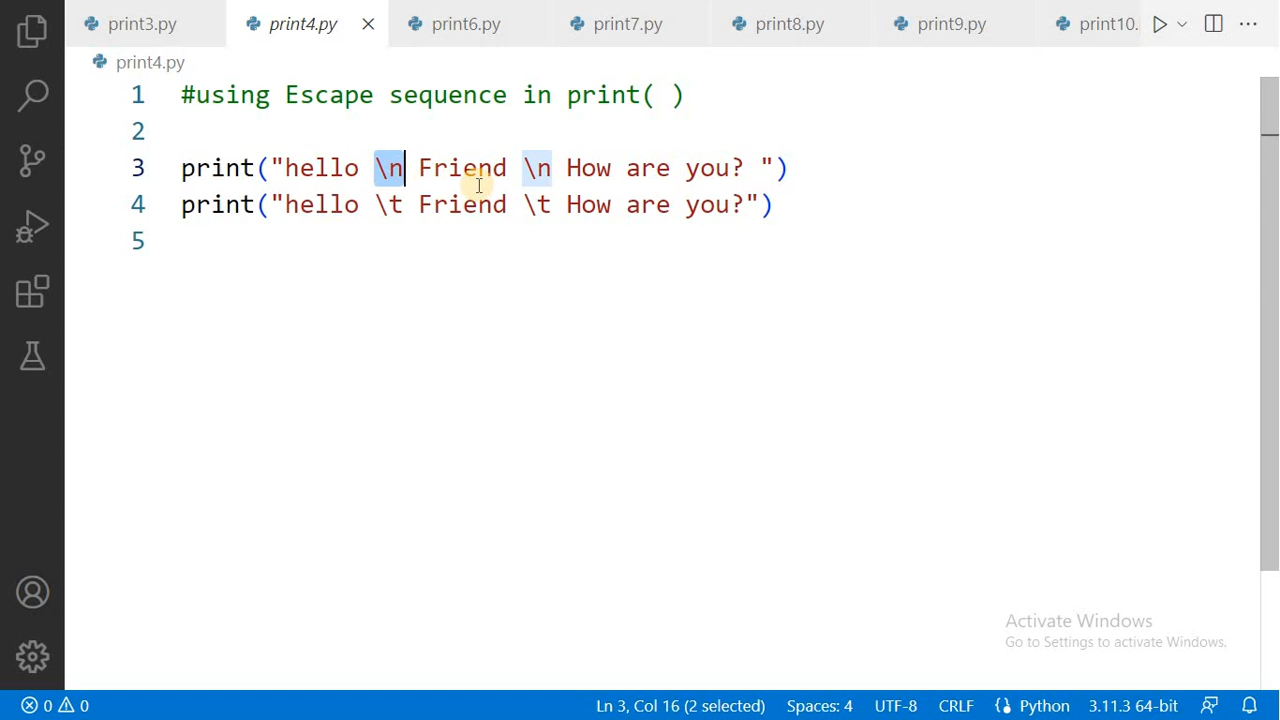 print3.py print4.py print6.py print7.py print8.py print9.py print10.
print4.py
1 #using Escape sequence in print( )
2
3 print("hello \n Friend \n How are you? ")
4 print("hello \t Friend \t How are you?")
5
Activate Windows
Go to Settings to activate Windows.
0 0 Ln 3, Col 16 (2 selected) Spaces: 4 UTF-8 CRLF Python 3.11.3 64-bit